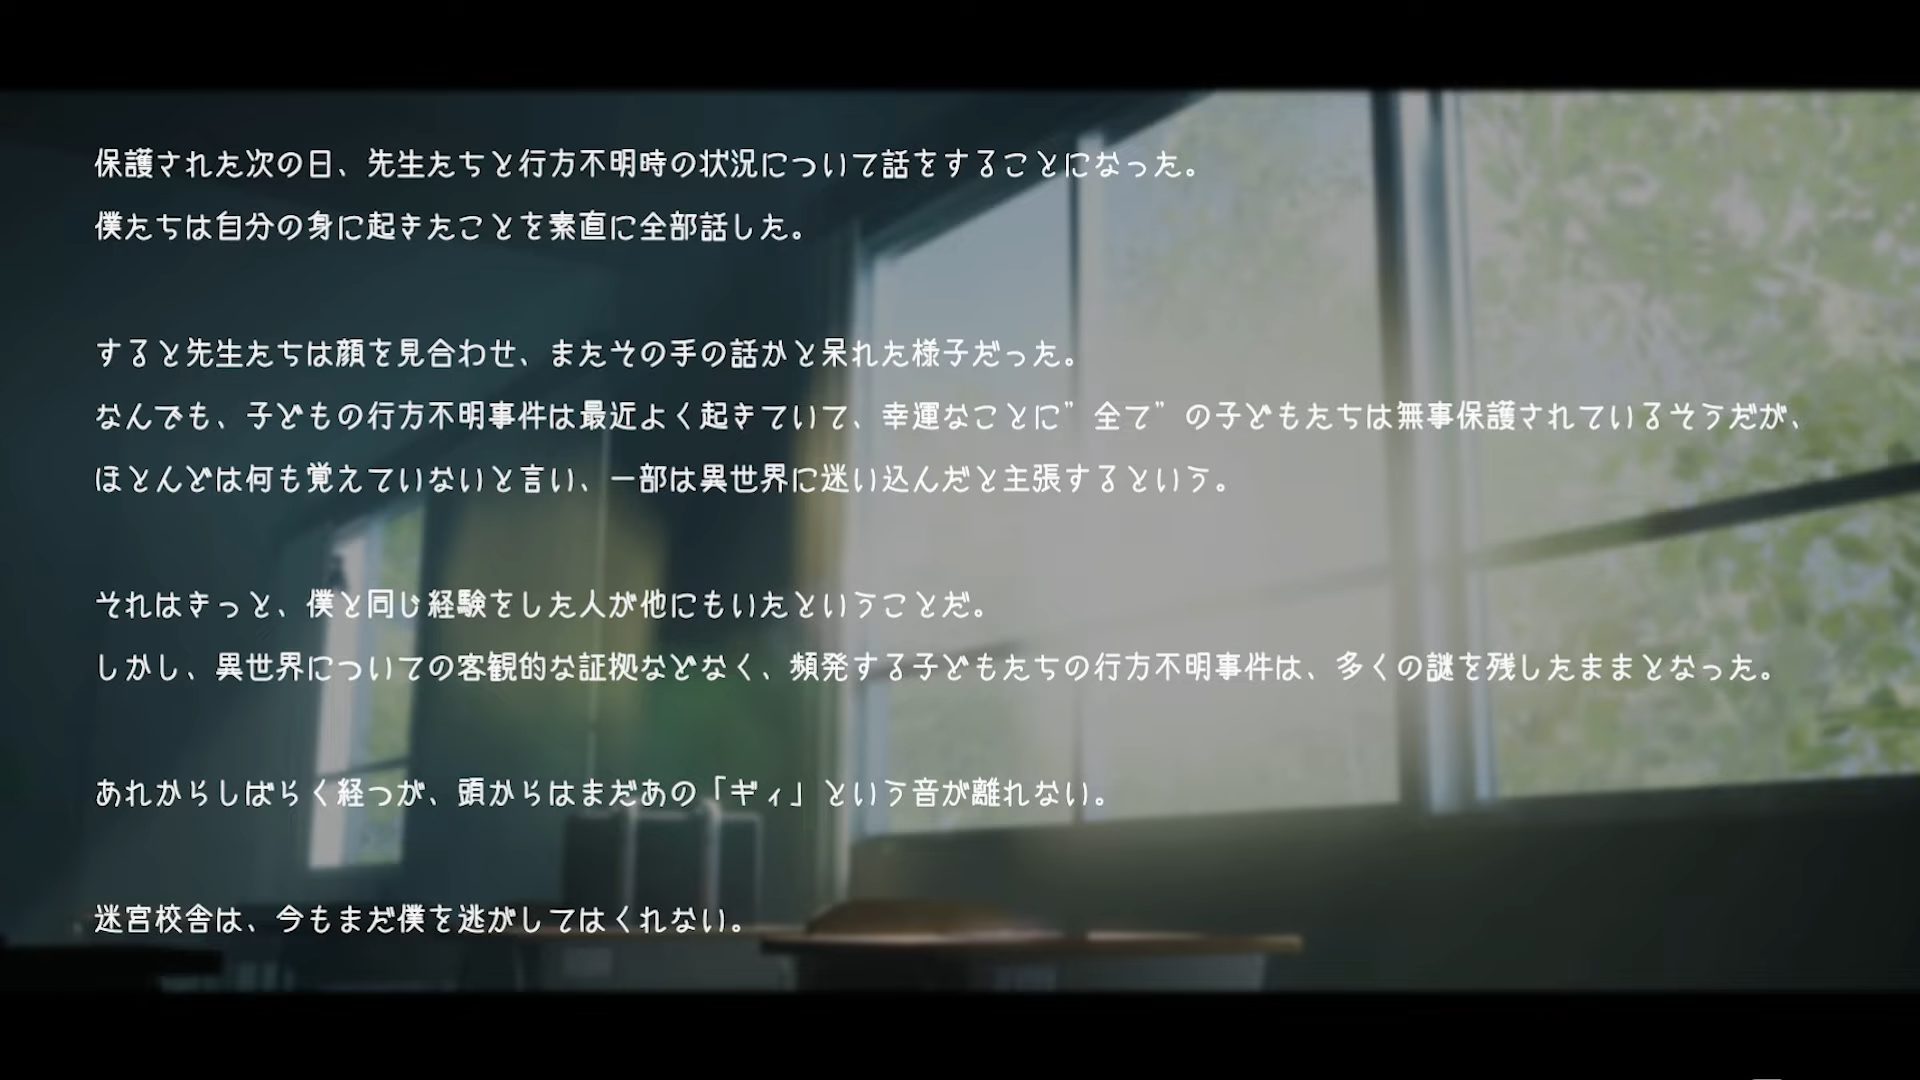 保護された次の日、先生たちと行方不明時の状況について話をすることになった。
僕たちは自分の身に起きたことを素直に全部話した。
すると先生たちは顔を見合わせ、またその手の話かと呆れた様子だった。
なんでも、子どもの行方不明事件は最近よく起きていて、幸運なことに”全て”の子どもたちは無事保護されているそうだが、
ほとんどは何も覚えていないと言い、一部は異世界に迷い込んだと主張するという。
それはきっと、僕と同じ経験をした人が他にもいたということだ。
しかし、異世界についての客観的な証拠などなく、頻発する子どもたちの行方不明事件は、多くの謎を残したままとなった。
あれからしばらく経つが、頭からはまだあの「ギィ」という音が離れない。
迷宮校舎は、今もまだ僕を逃がしてはくれない。